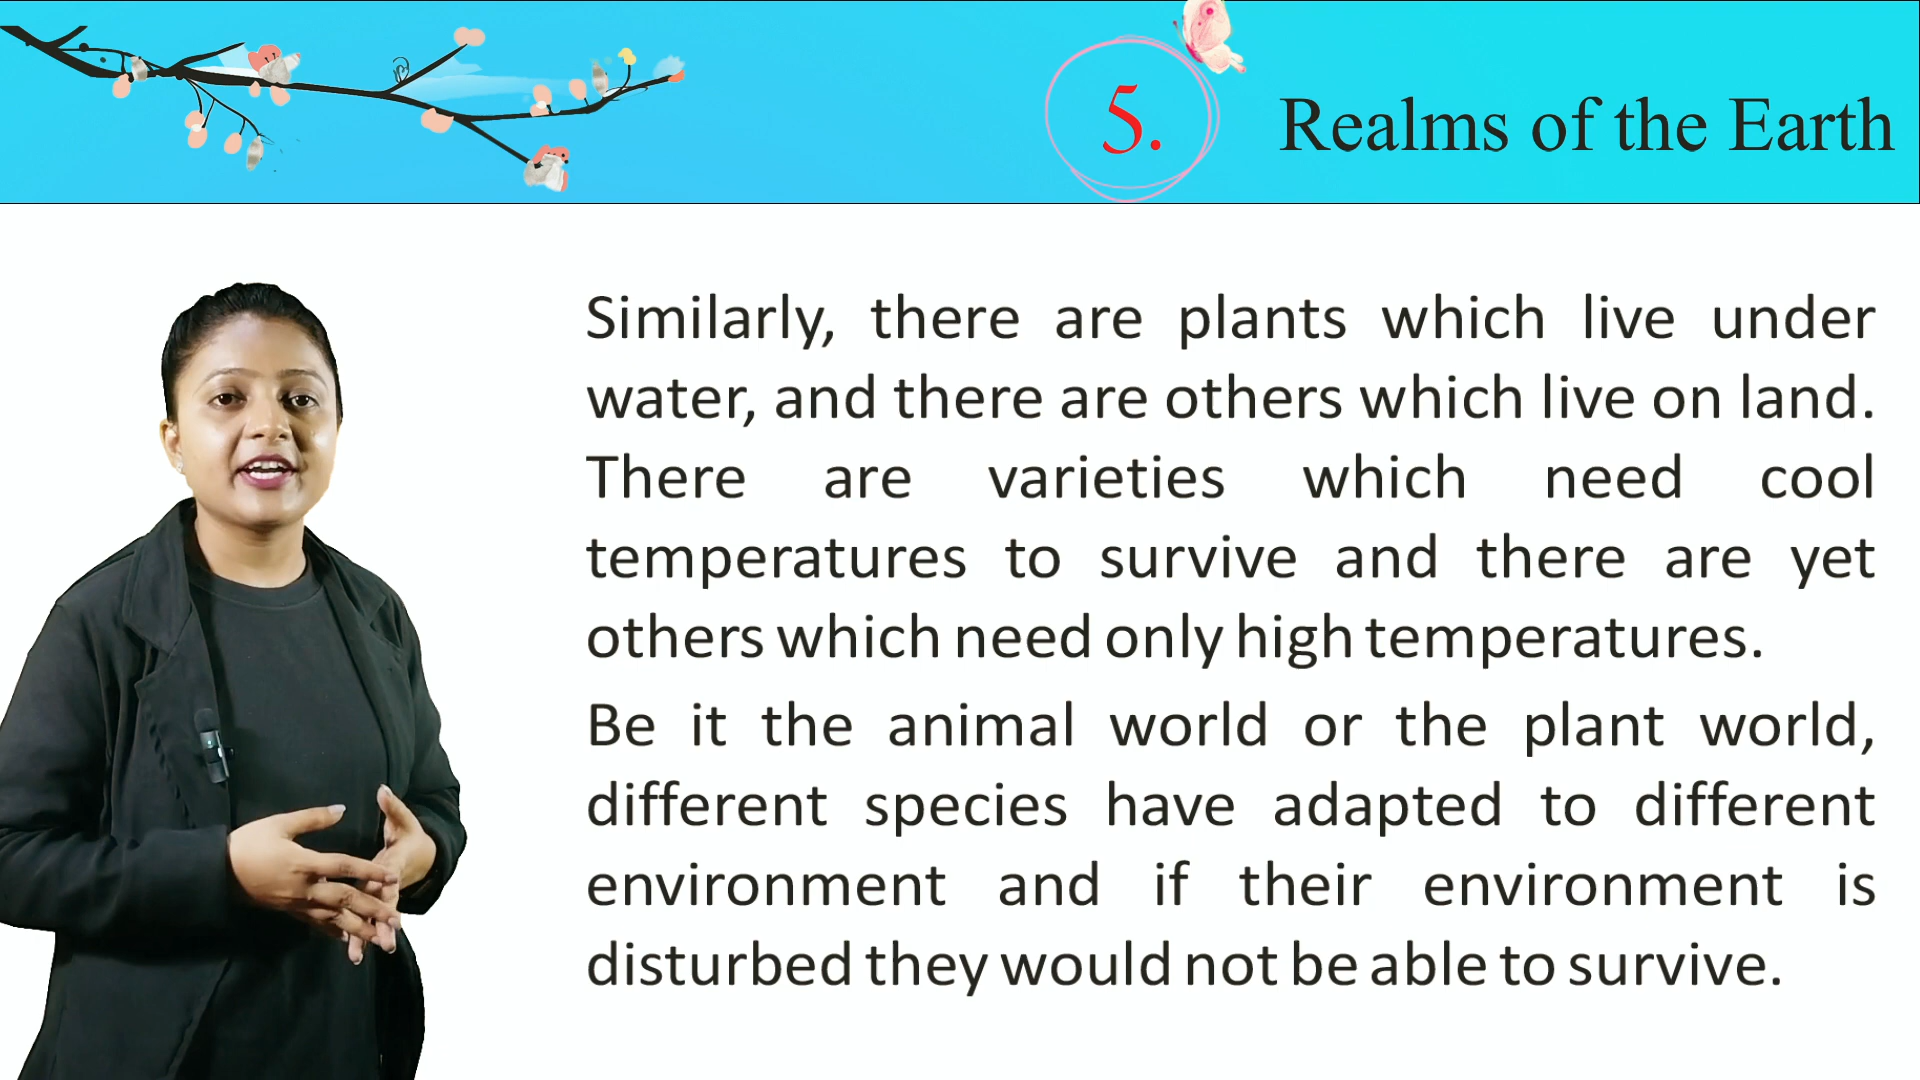 5. Realms of the Earth
Similarly, there are plants which live under
water, and there are others which live on land.
There are varieties which need cool
temperatures to survive and there are yet
others which need only high temperatures.
Be it the animal world or the plant world,
different species have adapted to different
environment and if their environment is
disturbed they would not be able to survive.